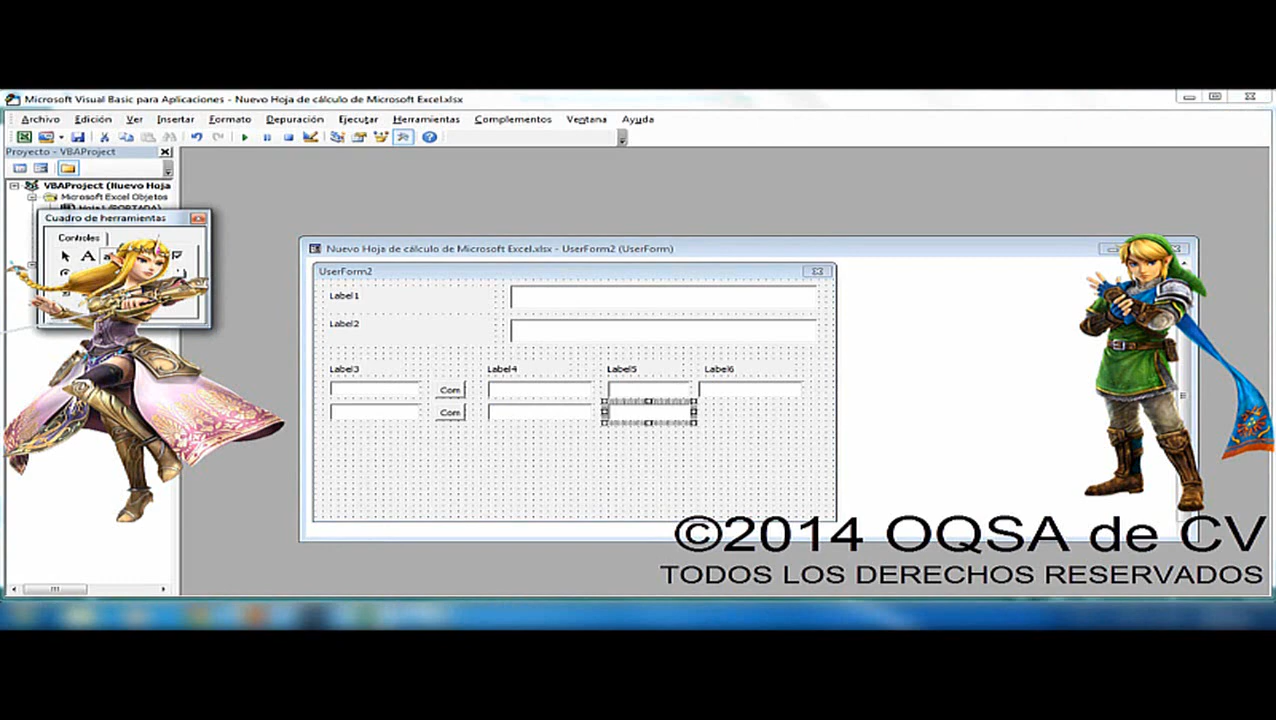 Microsoft Visual Basic para Aplicaciones - Nuevo Hoja de cálculo de Microsoft Excel.xlsx
Archivo Edición Ver Insertar Formato Depuración Ejecutar Herramientas Complementos Ventana Ayuda
Proyecto - VBAProject
VBAProject (Nuevo Hoja
Microsoft Excel Objetos
Hoja1 (PORTADA)
Cuadro de herramientas
Controles
A
Nuevo Hoja de cálculo de Microsoft Excel.xlsx - UserForm2 (UserForm)
UserForm2
Label1
Label2
Label3 Label4 Label5 Label6
Com
Com
©2014 OQSA de CV
TODOS LOS DERECHOS RESERVADOS